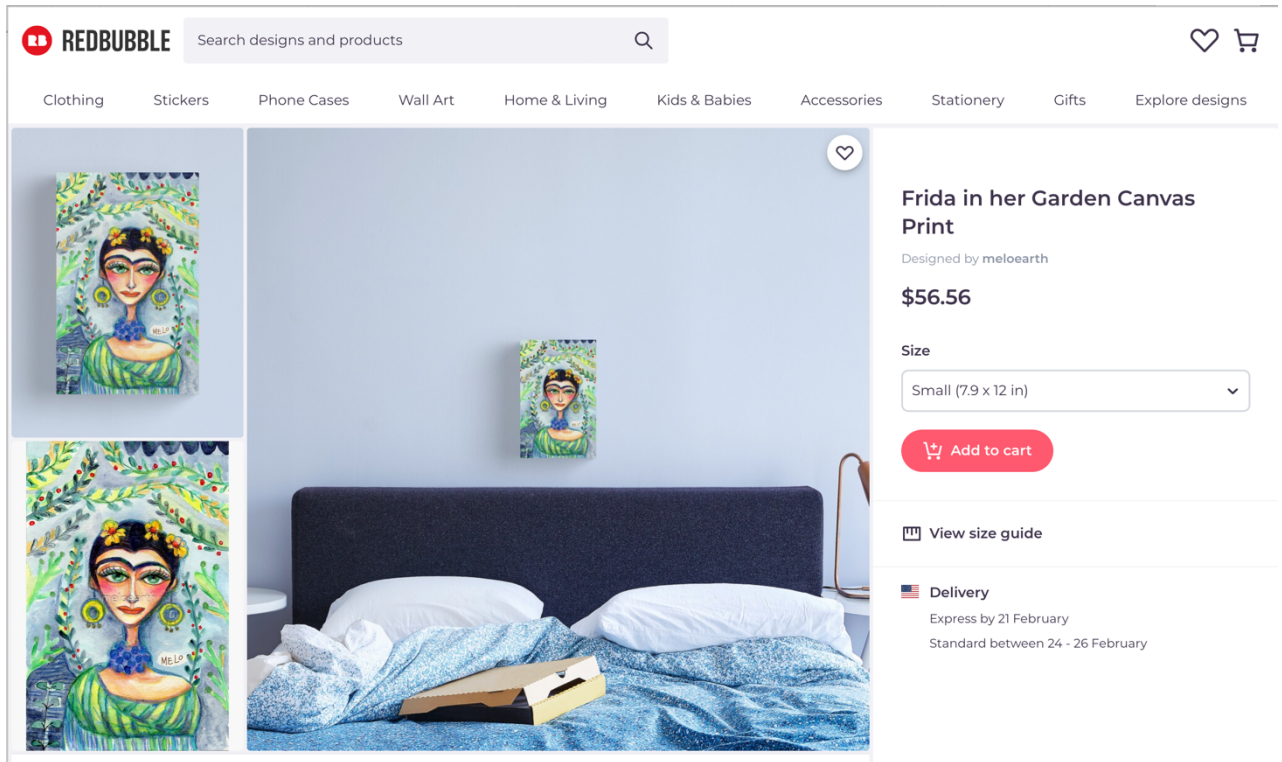 RB REDBUBBLE
Search designs and products
Clothing Stickers Phone Cases Wall Art Home & Living Kids & Babies Accessories Stationery Gifts Explore designs
MELO
MELO
Frida in her Garden Canvas
Print
Designed by meloearth
$56.56
Size
Small (7.9 x 12 in)
Add to cart
View size guide
Delivery
Express by 21 February
Standard between 24 - 26 February